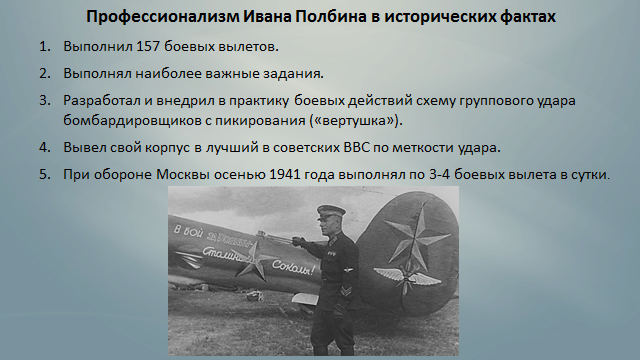 Профессионализм Ивана Полбина в исторических фактах
1. Выполнил 157 боевых вылетов.
2. Выполнял наиболее важные задания.
3. Разработал и внедрил в практику боевых действий схему группового удара
бомбардировщиков с пикирования («вертушка»).
4. Вывел свой корпус в лучший в советских ВВС по меткости удара.
5. При обороне Москвы осенью 1941 года выполнял по 3-4 боевых вылета в сутки.
В БОЙ
Соколы!